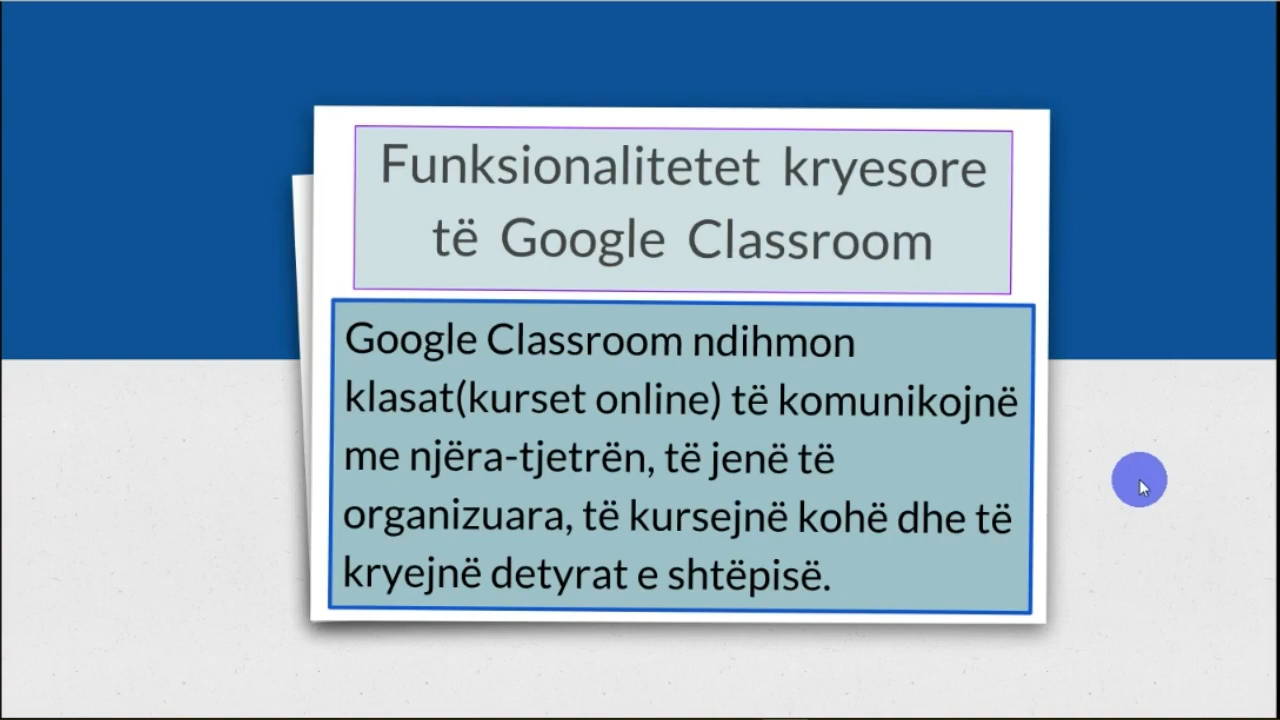 Funksionalitetet kryesore
të Google Classroom
Google Classroom ndihmon
klasat(kurset online) të komunikojnë
me njëra-tjetrën, të jenë të
organizuara, të kursejnë kohë dhe të
kryejnë detyrat e shtëpisë.